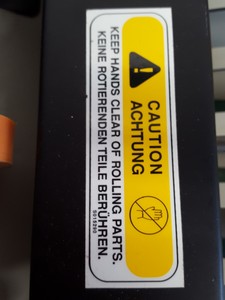 CAUTION
ACHTUNG
KEEP HANDS CLEAR OF ROLLING PARTS.
KEINE ROTIERENDEN TEILE BERÜHREN.